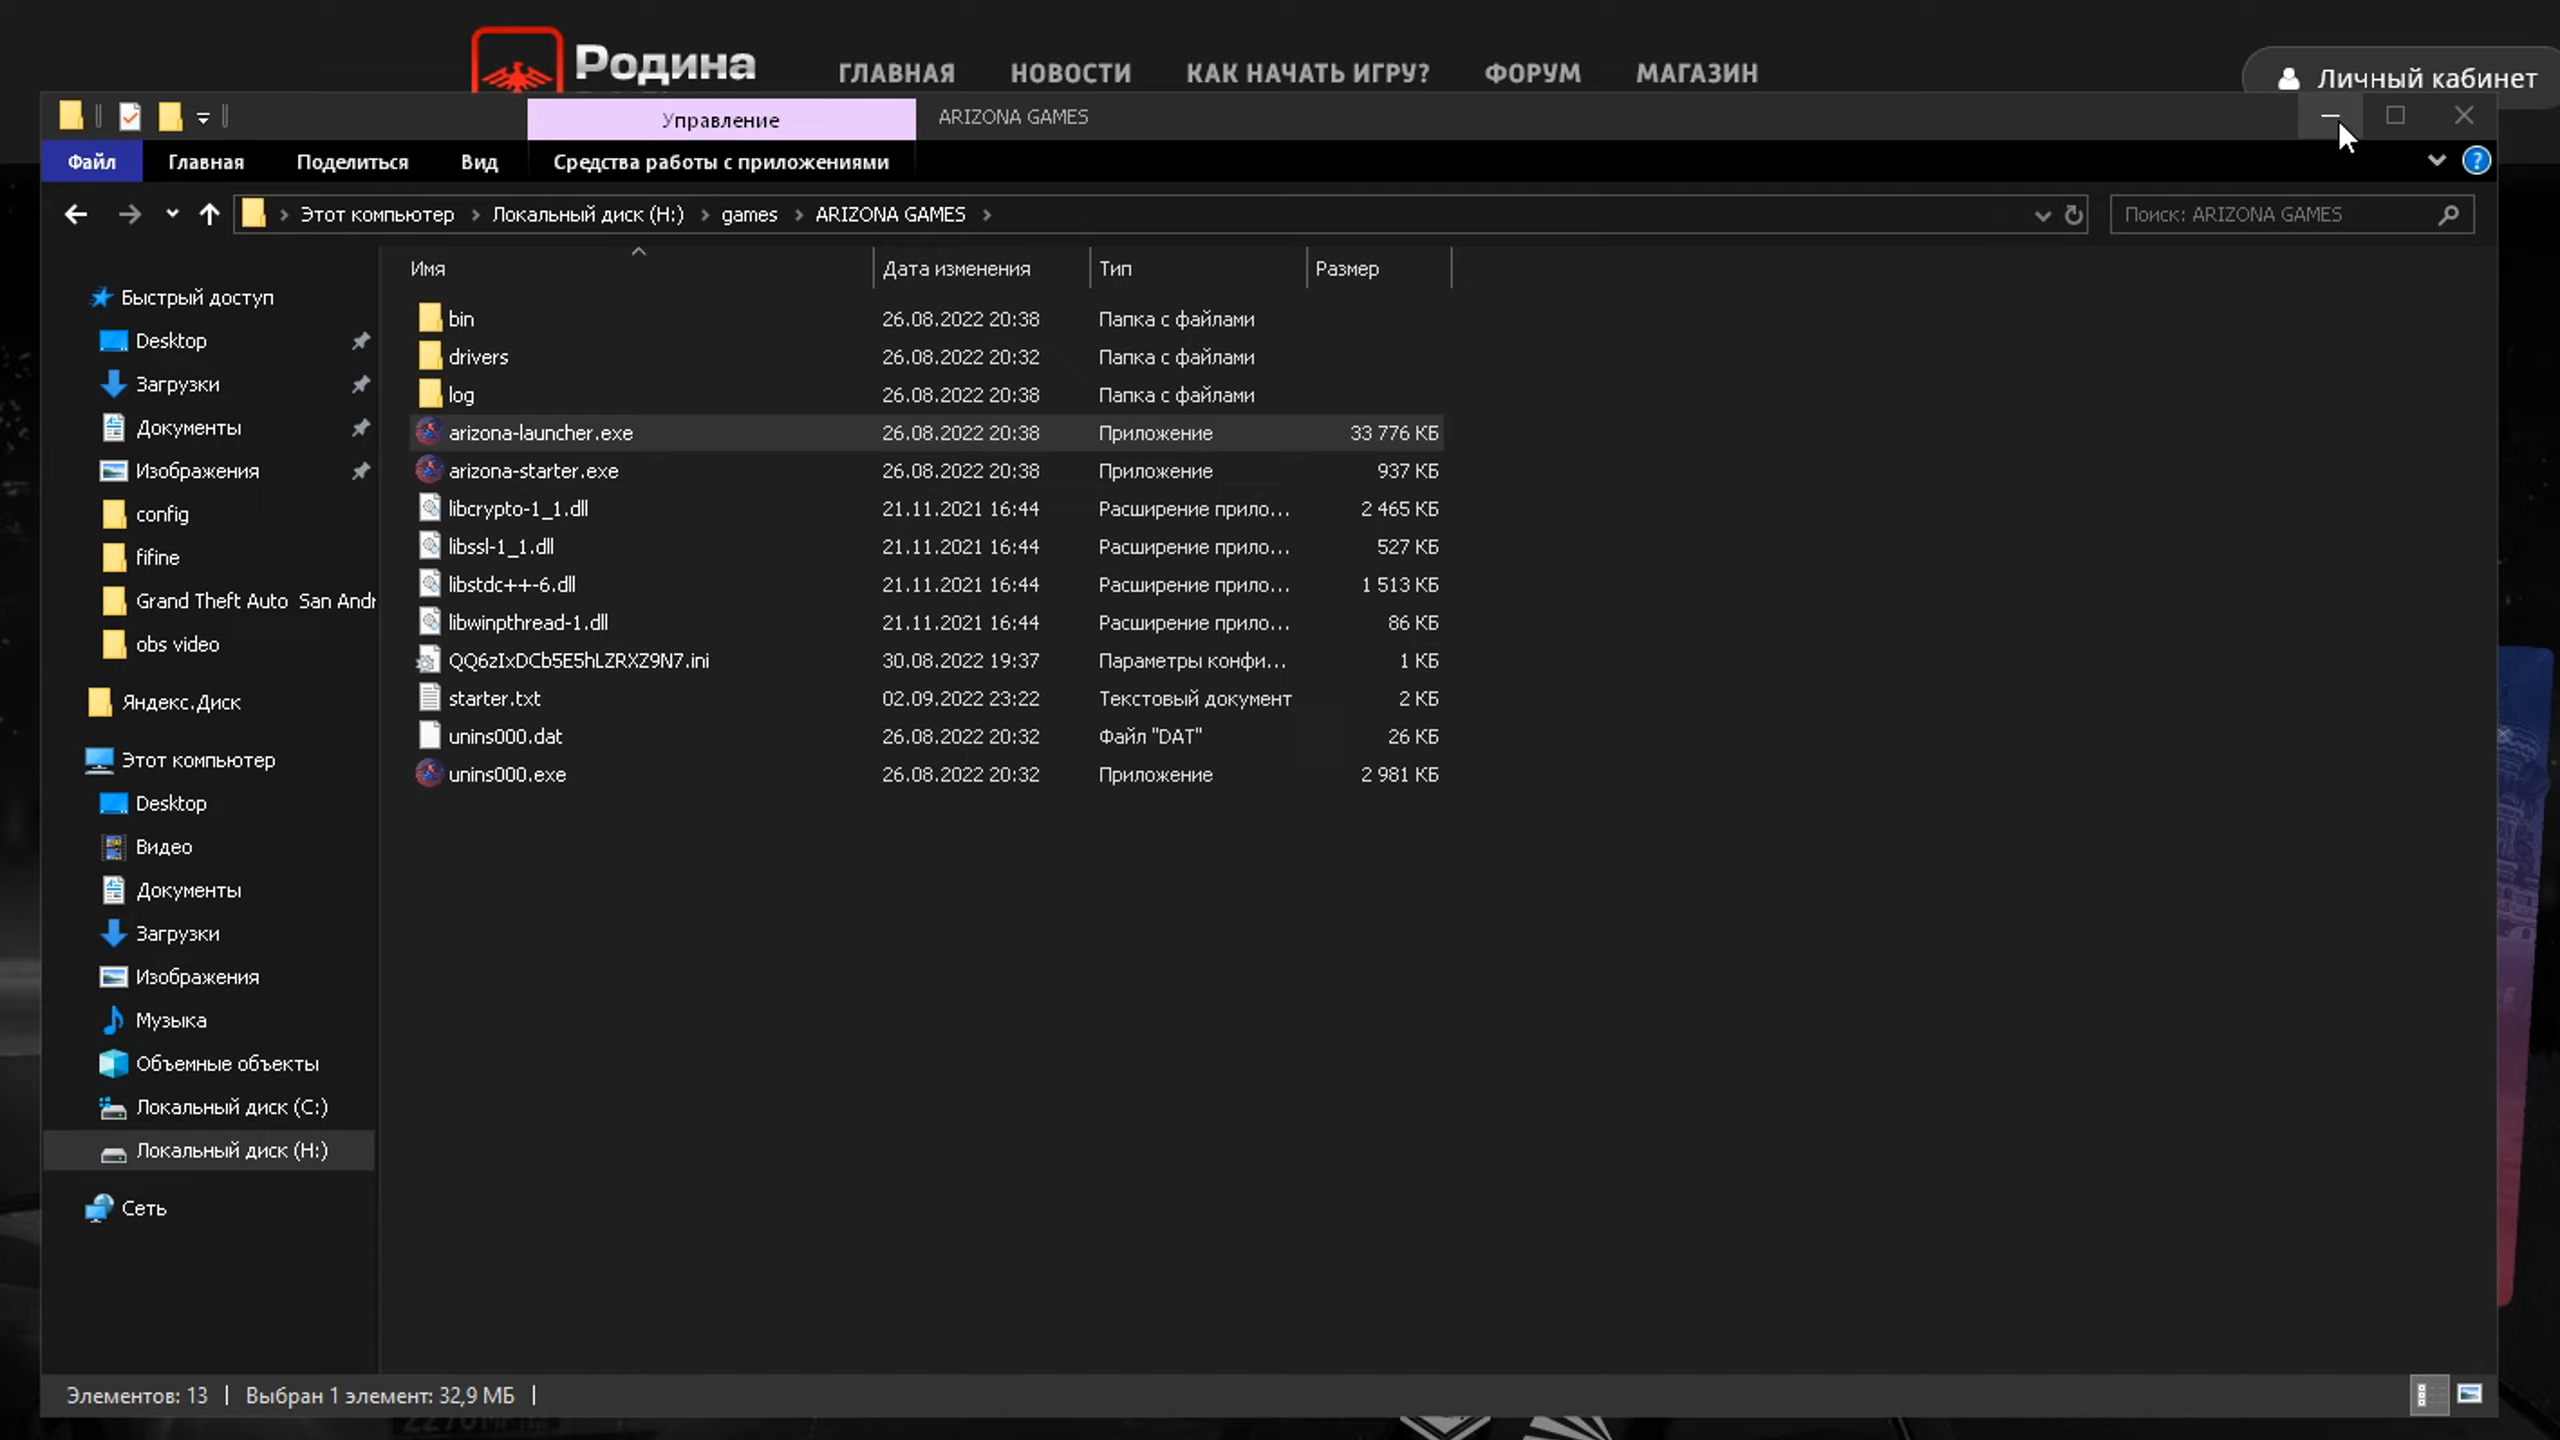 Родина
ГЛАВНАЯ НОВОСТИ КАК НАЧАТЬ ИГРУ? ФОРУМ МАГАЗИН
Личный кабинет
Управление ARIZONA GAMES
Файл Главная Поделиться Вид Средства работы с приложениями
Этот компьютер Локальный диск (H:) games ARIZONA GAMES
Поиск: ARIZONA GAMES
Имя Дата изменения Тип Размер
Быстрый доступ
Desktop
Загрузки
Документы
Изображения
config
fifine
Grand Theft Auto San Andr
obs video
Яндекс.Диск
Этот компьютер
Desktop
Видео
Документы
Загрузки
Изображения
Музыка
Объемные объекты
Локальный диск (C:)
Локальный диск (H:)
Сеть
bin 26.08.2022 20:38 Папка с файлами
drivers 26.08.2022 20:32 Папка с файлами
log 26.08.2022 20:38 Папка с файлами
arizona-launcher.exe 26.08.2022 20:38 Приложение 33 776 КБ
arizona-starter.exe 26.08.2022 20:38 Приложение 937 КБ
libcrypto-1_1.dll 21.11.2021 16:44 Расширение прило... 2 465 КБ
libssl-1_1.dll 21.11.2021 16:44 Расширение прило... 527 КБ
libstdc++-6.dll 21.11.2021 16:44 Расширение прило... 1 513 КБ
libwinpthread-1.dll 21.11.2021 16:44 Расширение прило... 86 КБ
QQ6zIxDCb5E5hLZRXZ9N7.ini 30.08.2022 19:37 Параметры конфи... 1 КБ
starter.txt 02.09.2022 23:22 Текстовый документ 2 КБ
unins000.dat 26.08.2022 20:32 Файл "DAT" 26 КБ
unins000.exe 26.08.2022 20:32 Приложение 2 981 КБ
Элементов: 13 Выбран 1 элемент: 32,9 МБ